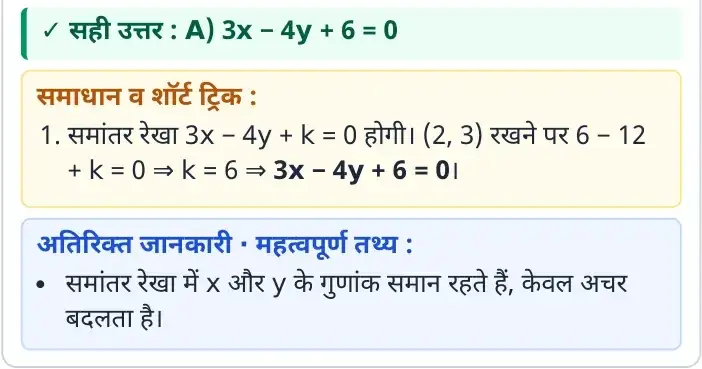 ✓ सही उत्तर : A) 3x − 4y + 6 = 0
समाधान व शॉर्ट ट्रिक :
1. समांतर रेखा 3x − 4y + k = 0 होगी। (2, 3) रखने पर 6 − 12
+ k = 0 ⇒ k = 6 ⇒ 3x − 4y + 6 = 0।
अतिरिक्त जानकारी · महत्वपूर्ण तथ्य :
• समांतर रेखा में x और y के गुणांक समान रहते हैं, केवल अचर
बदलता है।